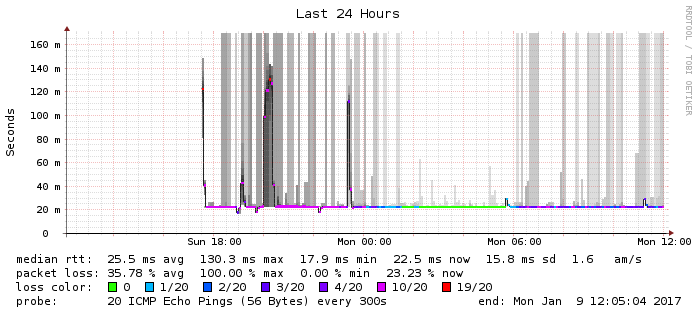 Last 24 Hours
RRDTOOL / TOBI OETIKER
Seconds
160 m
140 m
120 m
100 m
80 m
60 m
40 m
20 m
0
Sun 18:00 Mon 00:00 Mon 06:00 Mon 12:00
median rtt: 25.5 ms avg 130.3 ms max 17.9 ms min 22.5 ms now 15.8 ms sd 1.6 am/s
packet loss: 35.78 % avg 100.00 % max 0.00 % min 23.23 % now
loss color: 0 1/20 2/20 3/20 4/20 10/20 19/20
probe: 20 ICMP Echo Pings (56 Bytes) every 300s end: Mon Jan 9 12:05:04 2017